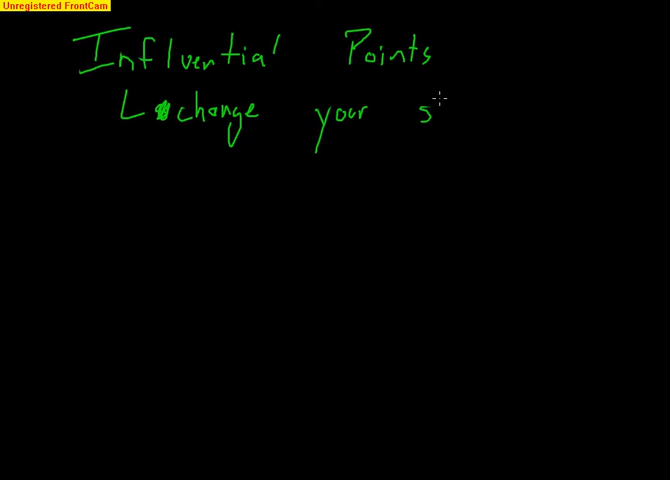 Unregistered FrontCam
Influential Points
change your s